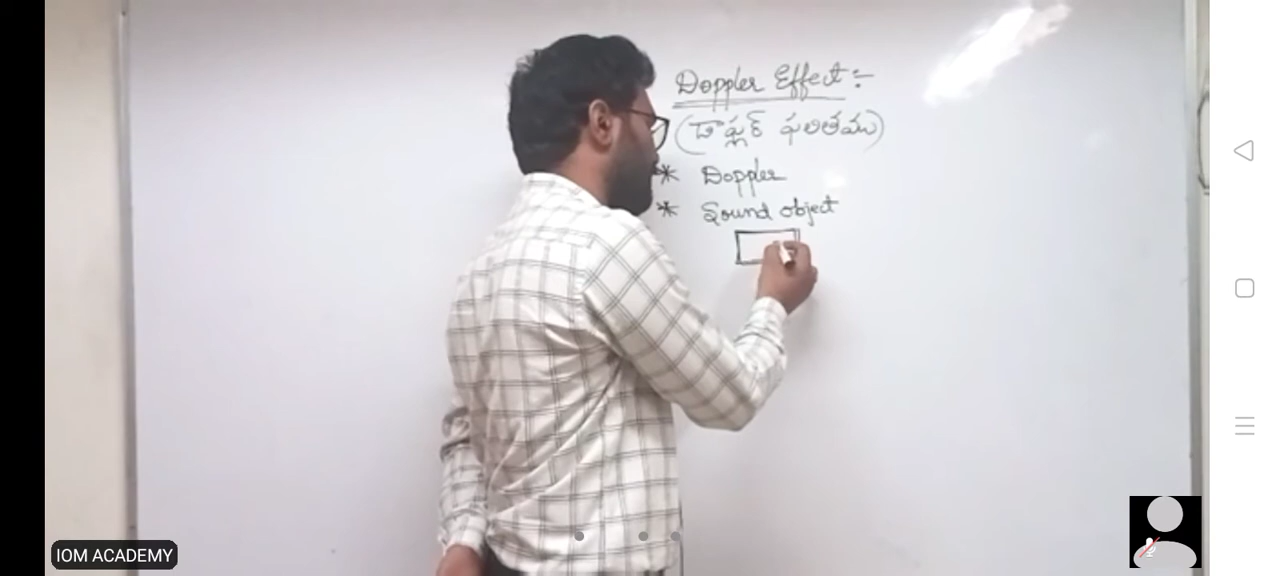 Doppler Effect :-
(డాప్లర్ ఫలితము)
* Doppler
* Sound object
IOM ACADEMY